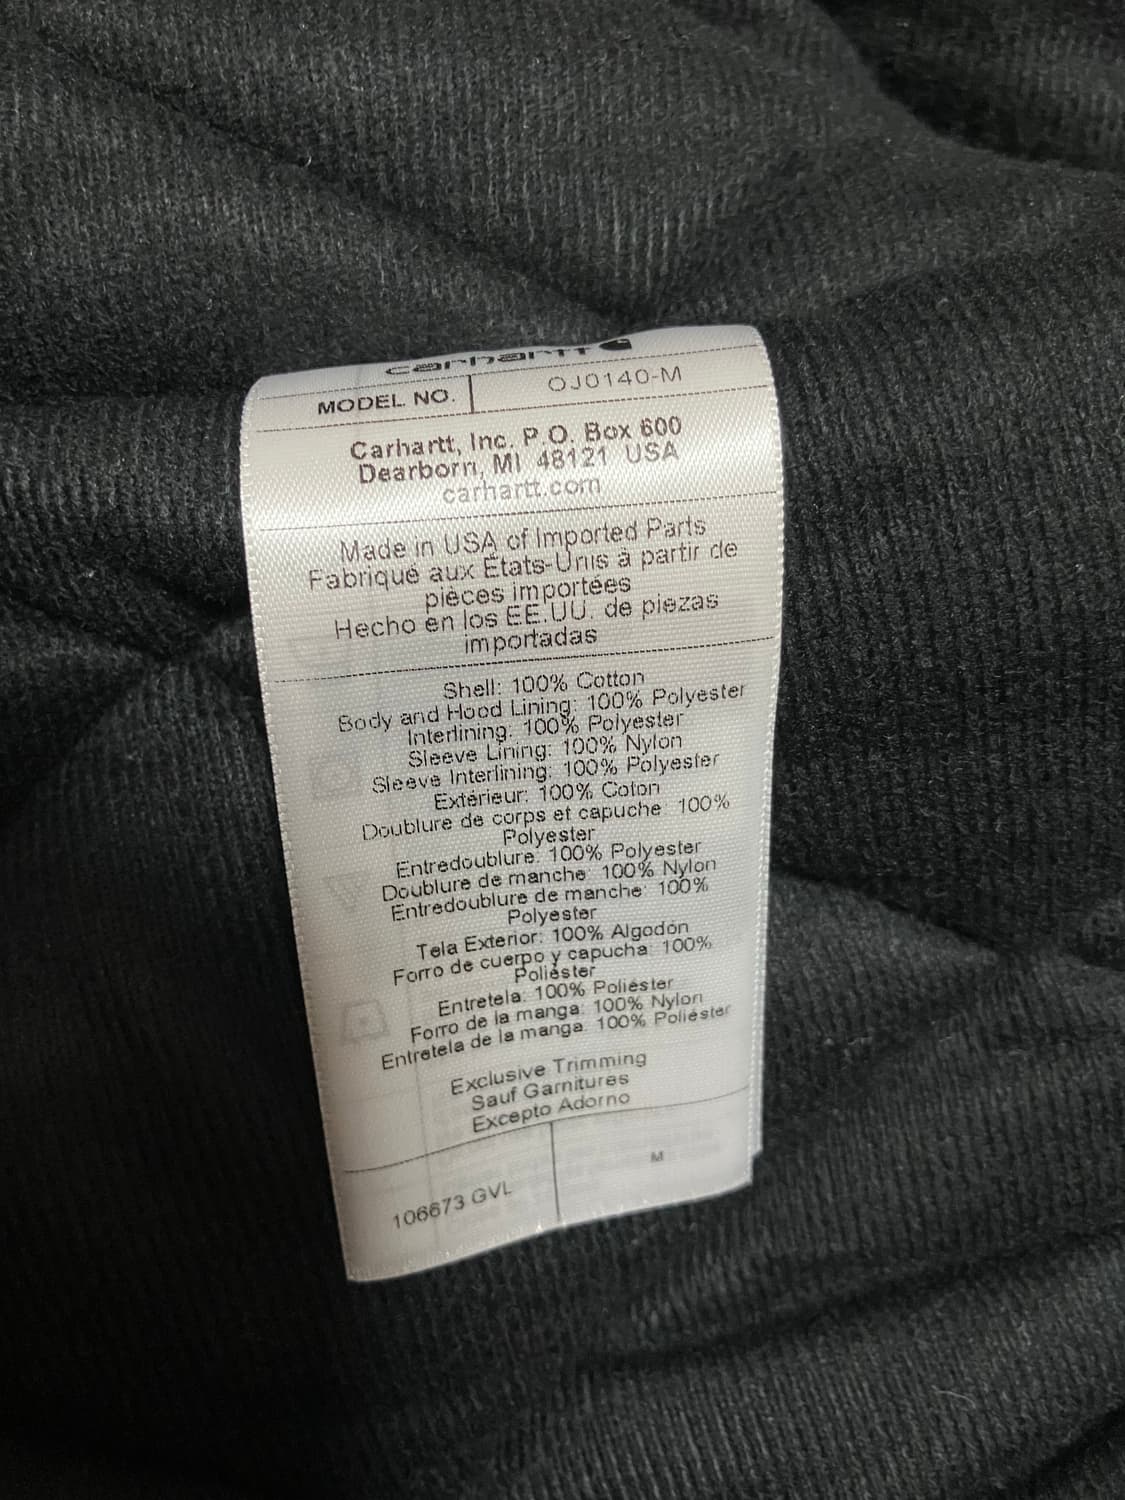 carhartt
MODEL NO. OJ0140-M
Carhartt, Inc. P.O. Box 600
Dearborn, MI 48121 USA
carhartt.com
Made in USA of Imported Parts
Fabriqué aux États-Unis à partir de
pièces importées
Hecho en los EE.UU. de piezas
importadas
Shell: 100% Cotton
Body and Hood Lining: 100% Polyester
Interlining: 100% Polyester
Sleeve Lining: 100% Nylon
Sleeve Interlining: 100% Polyester
Extérieur: 100% Coton
Doublure de corps et capuche: 100%
Polyester
Entredoublure: 100% Polyester
Doublure de manche: 100% Nylon
Entredoublure de manche: 100%
Polyester
Tela Exterior: 100% Algodón
Forro de cuerpo y capucha: 100%
Poliéster
Entretela: 100% Poliéster
Forro de la manga: 100% Nylon
Entretela de la manga: 100% Poliéster
Exclusive Trimming
Sauf Garnitures
Excepto Adorno
106673 GVL M